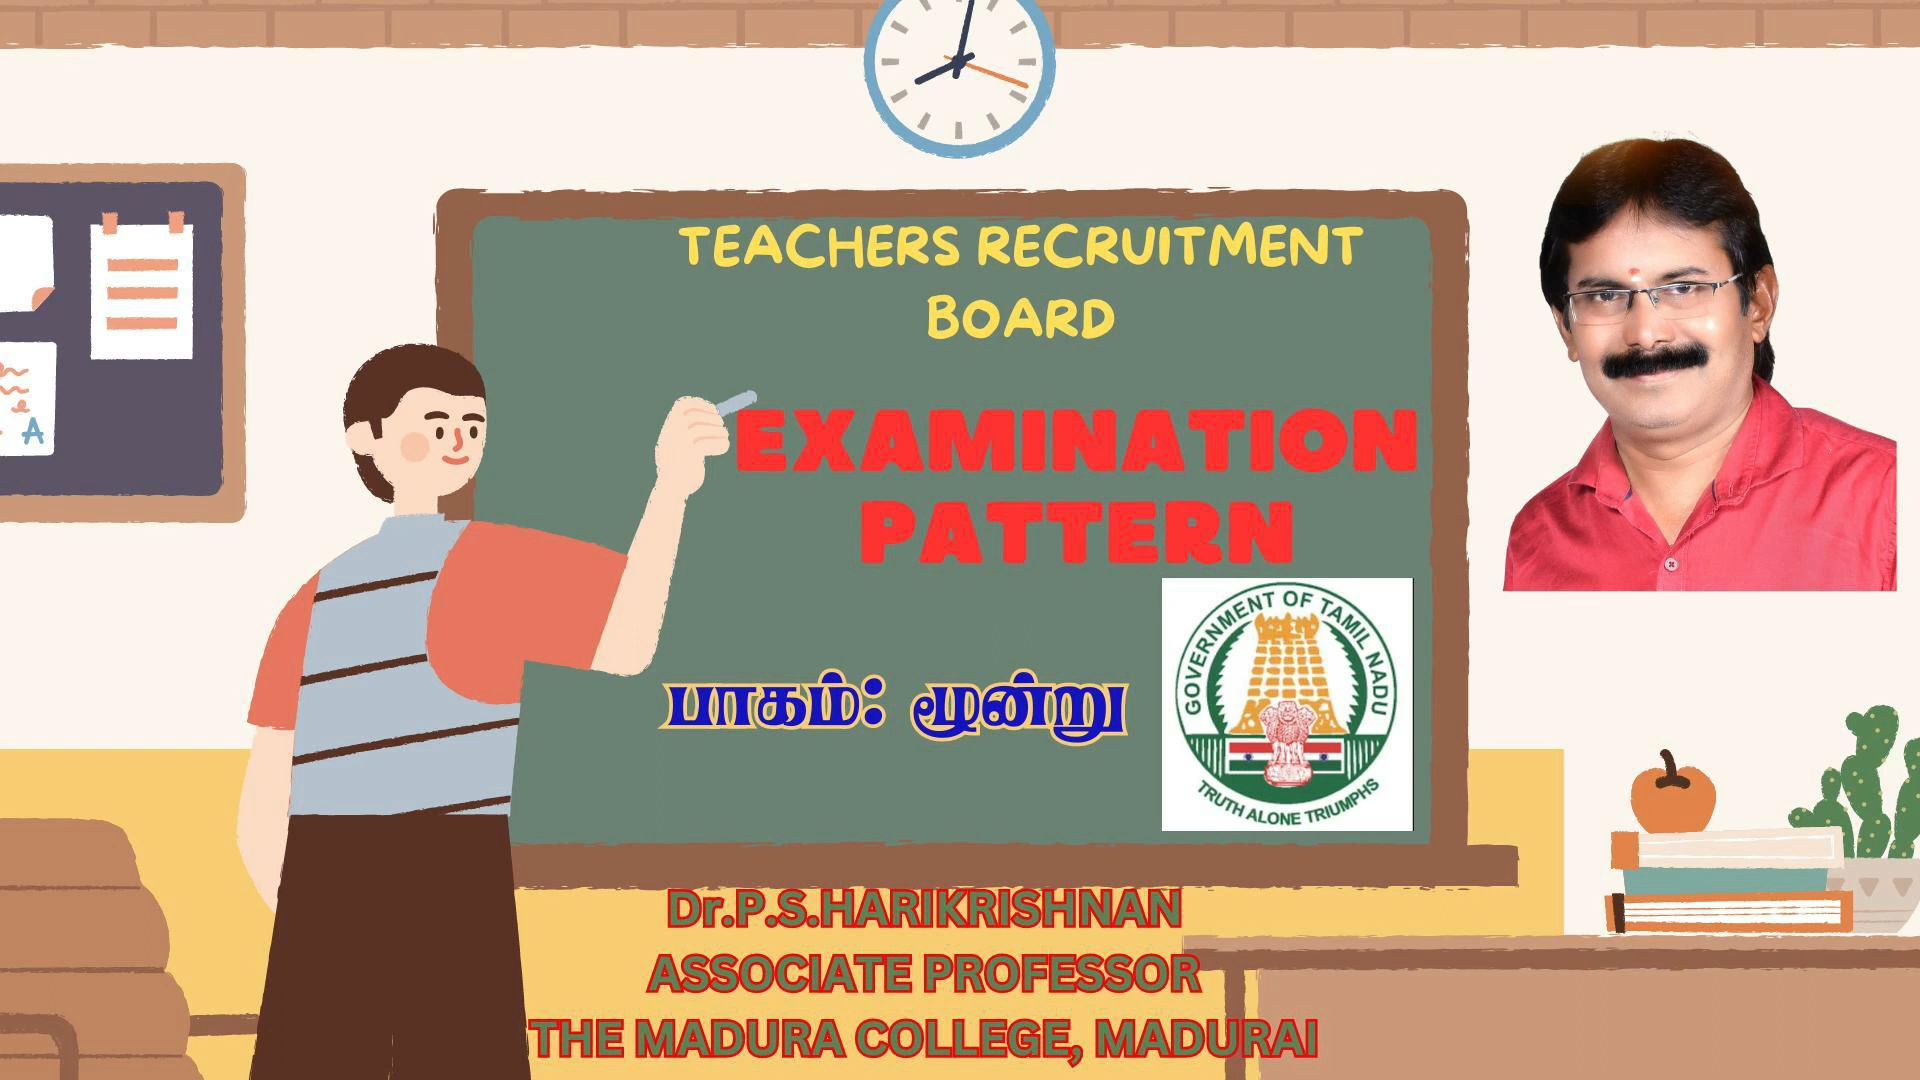 TEACHERS RECRUITMENT
BOARD
EXAMINATION
PATTERN
பாகம்: மூன்று
GOVERNMENT OF TAMIL NADU
TRUTH ALONE TRIUMPHS
A
Dr.P.S.HARIKRISHNAN
ASSOCIATE PROFESSOR
THE MADURA COLLEGE, MADURAI